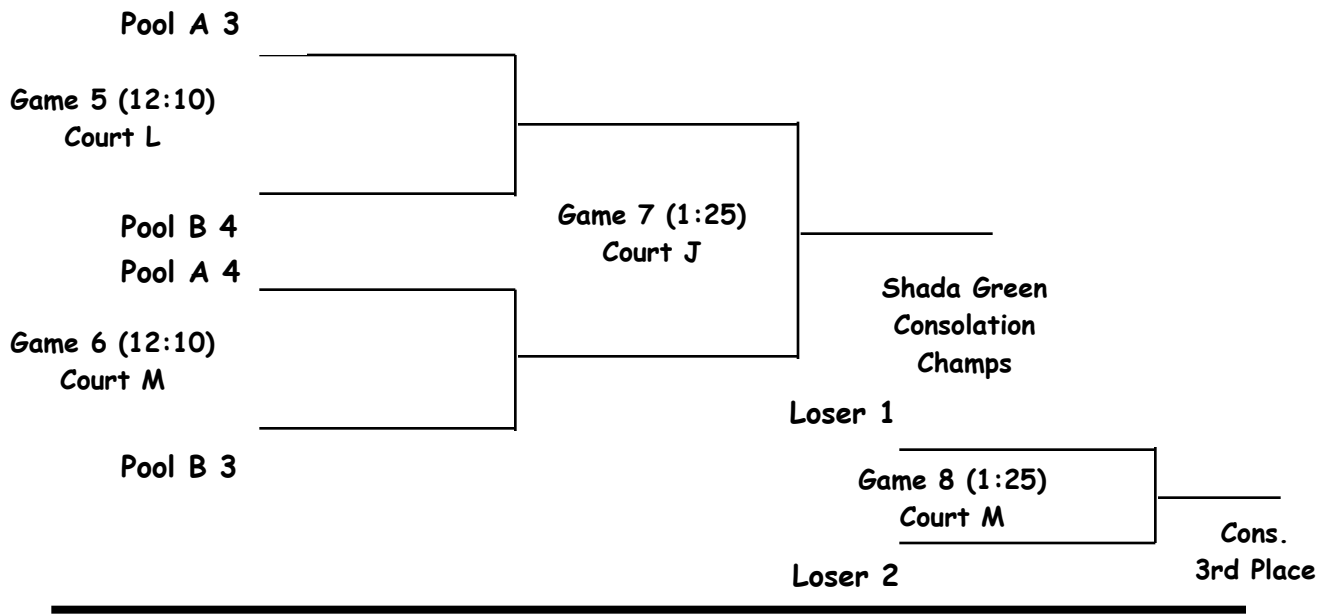 Pool A 3
Game 5 (12:10)
Court L
Pool B 4
Game 7 (1:25)
Court J
Pool A 4
Shada Green
Consolation
Champs
Game 6 (12:10)
Court M
Pool B 3
Loser 1
Game 8 (1:25)
Court M
Loser 2
Cons.
3rd Place